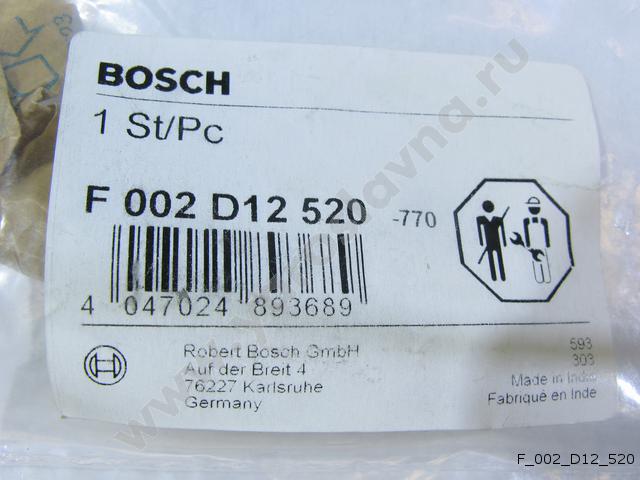 BOSCH
1 St/Pc
F 002 D12 520 -770
4 047024 893689
Robert Bosch GmbH
Auf der Breit 4
76227 Karlsruhe
Germany
593
303
Made in India
Fabriqué en Inde
F_002_D12_520